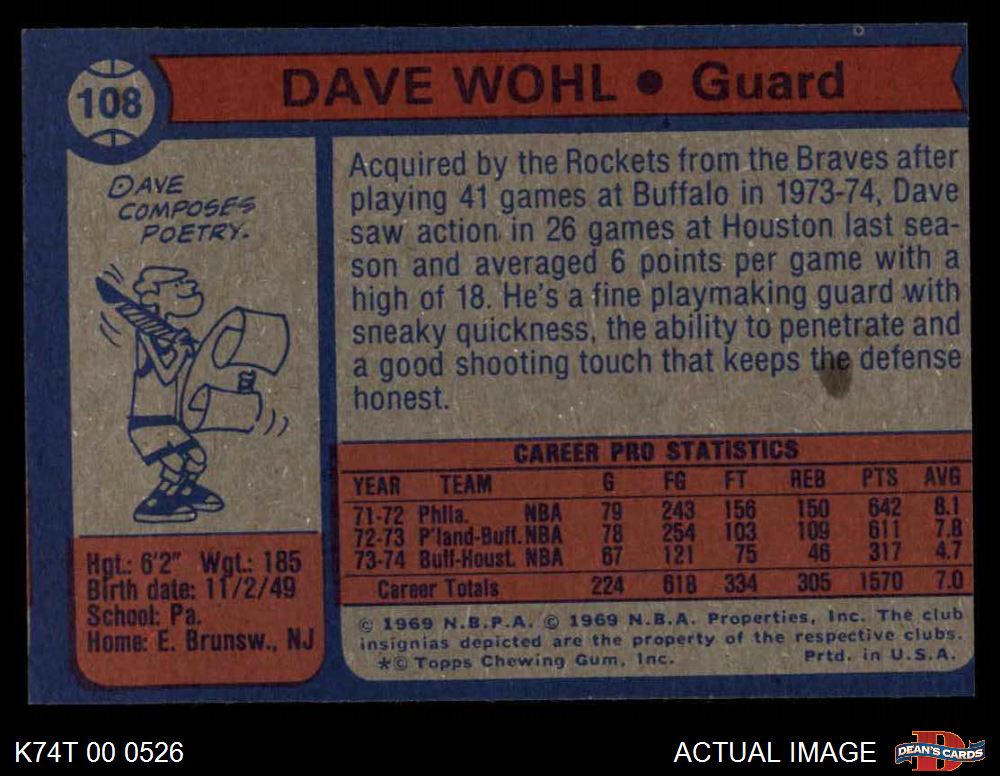 108
DAVE WOHL ● Guard
DAVE
COMPOSES
POETRY.
Acquired by the Rockets from the Braves after
playing 41 games at Buffalo in 1973-74, Dave
saw action in 26 games at Houston last sea-
son and averaged 6 points per game with a
high of 18. He's a fine playmaking guard with
sneaky quickness, the ability to penetrate and
a good shooting touch that keeps the defense
honest.
CAREER PRO STATISTICS
YEAR TEAM G FG FT REB PTS AVG
71-72 Phila. NBA 79 243 156 150 642 8.1
72-73 P'land-Buff. NBA 78 254 103 109 611 7.8
73-74 Buff-Houst. NBA 67 121 75 46 317 4.7
Career Totals 224 618 334 305 1570 7.0
Hgt.: 6'2" Wgt.: 185
Birth date: 11/2/49
School: Pa.
Home: E. Brunsw., NJ
© 1969 N.B.P.A. © 1969 N.B.A. Properties, Inc. The club
insignias depicted are the property of the respective clubs.
*© Topps Chewing Gum, Inc. Prtd. in U.S.A.
K74T 00 0526
ACTUAL IMAGE
D
DEAN'S CARDS